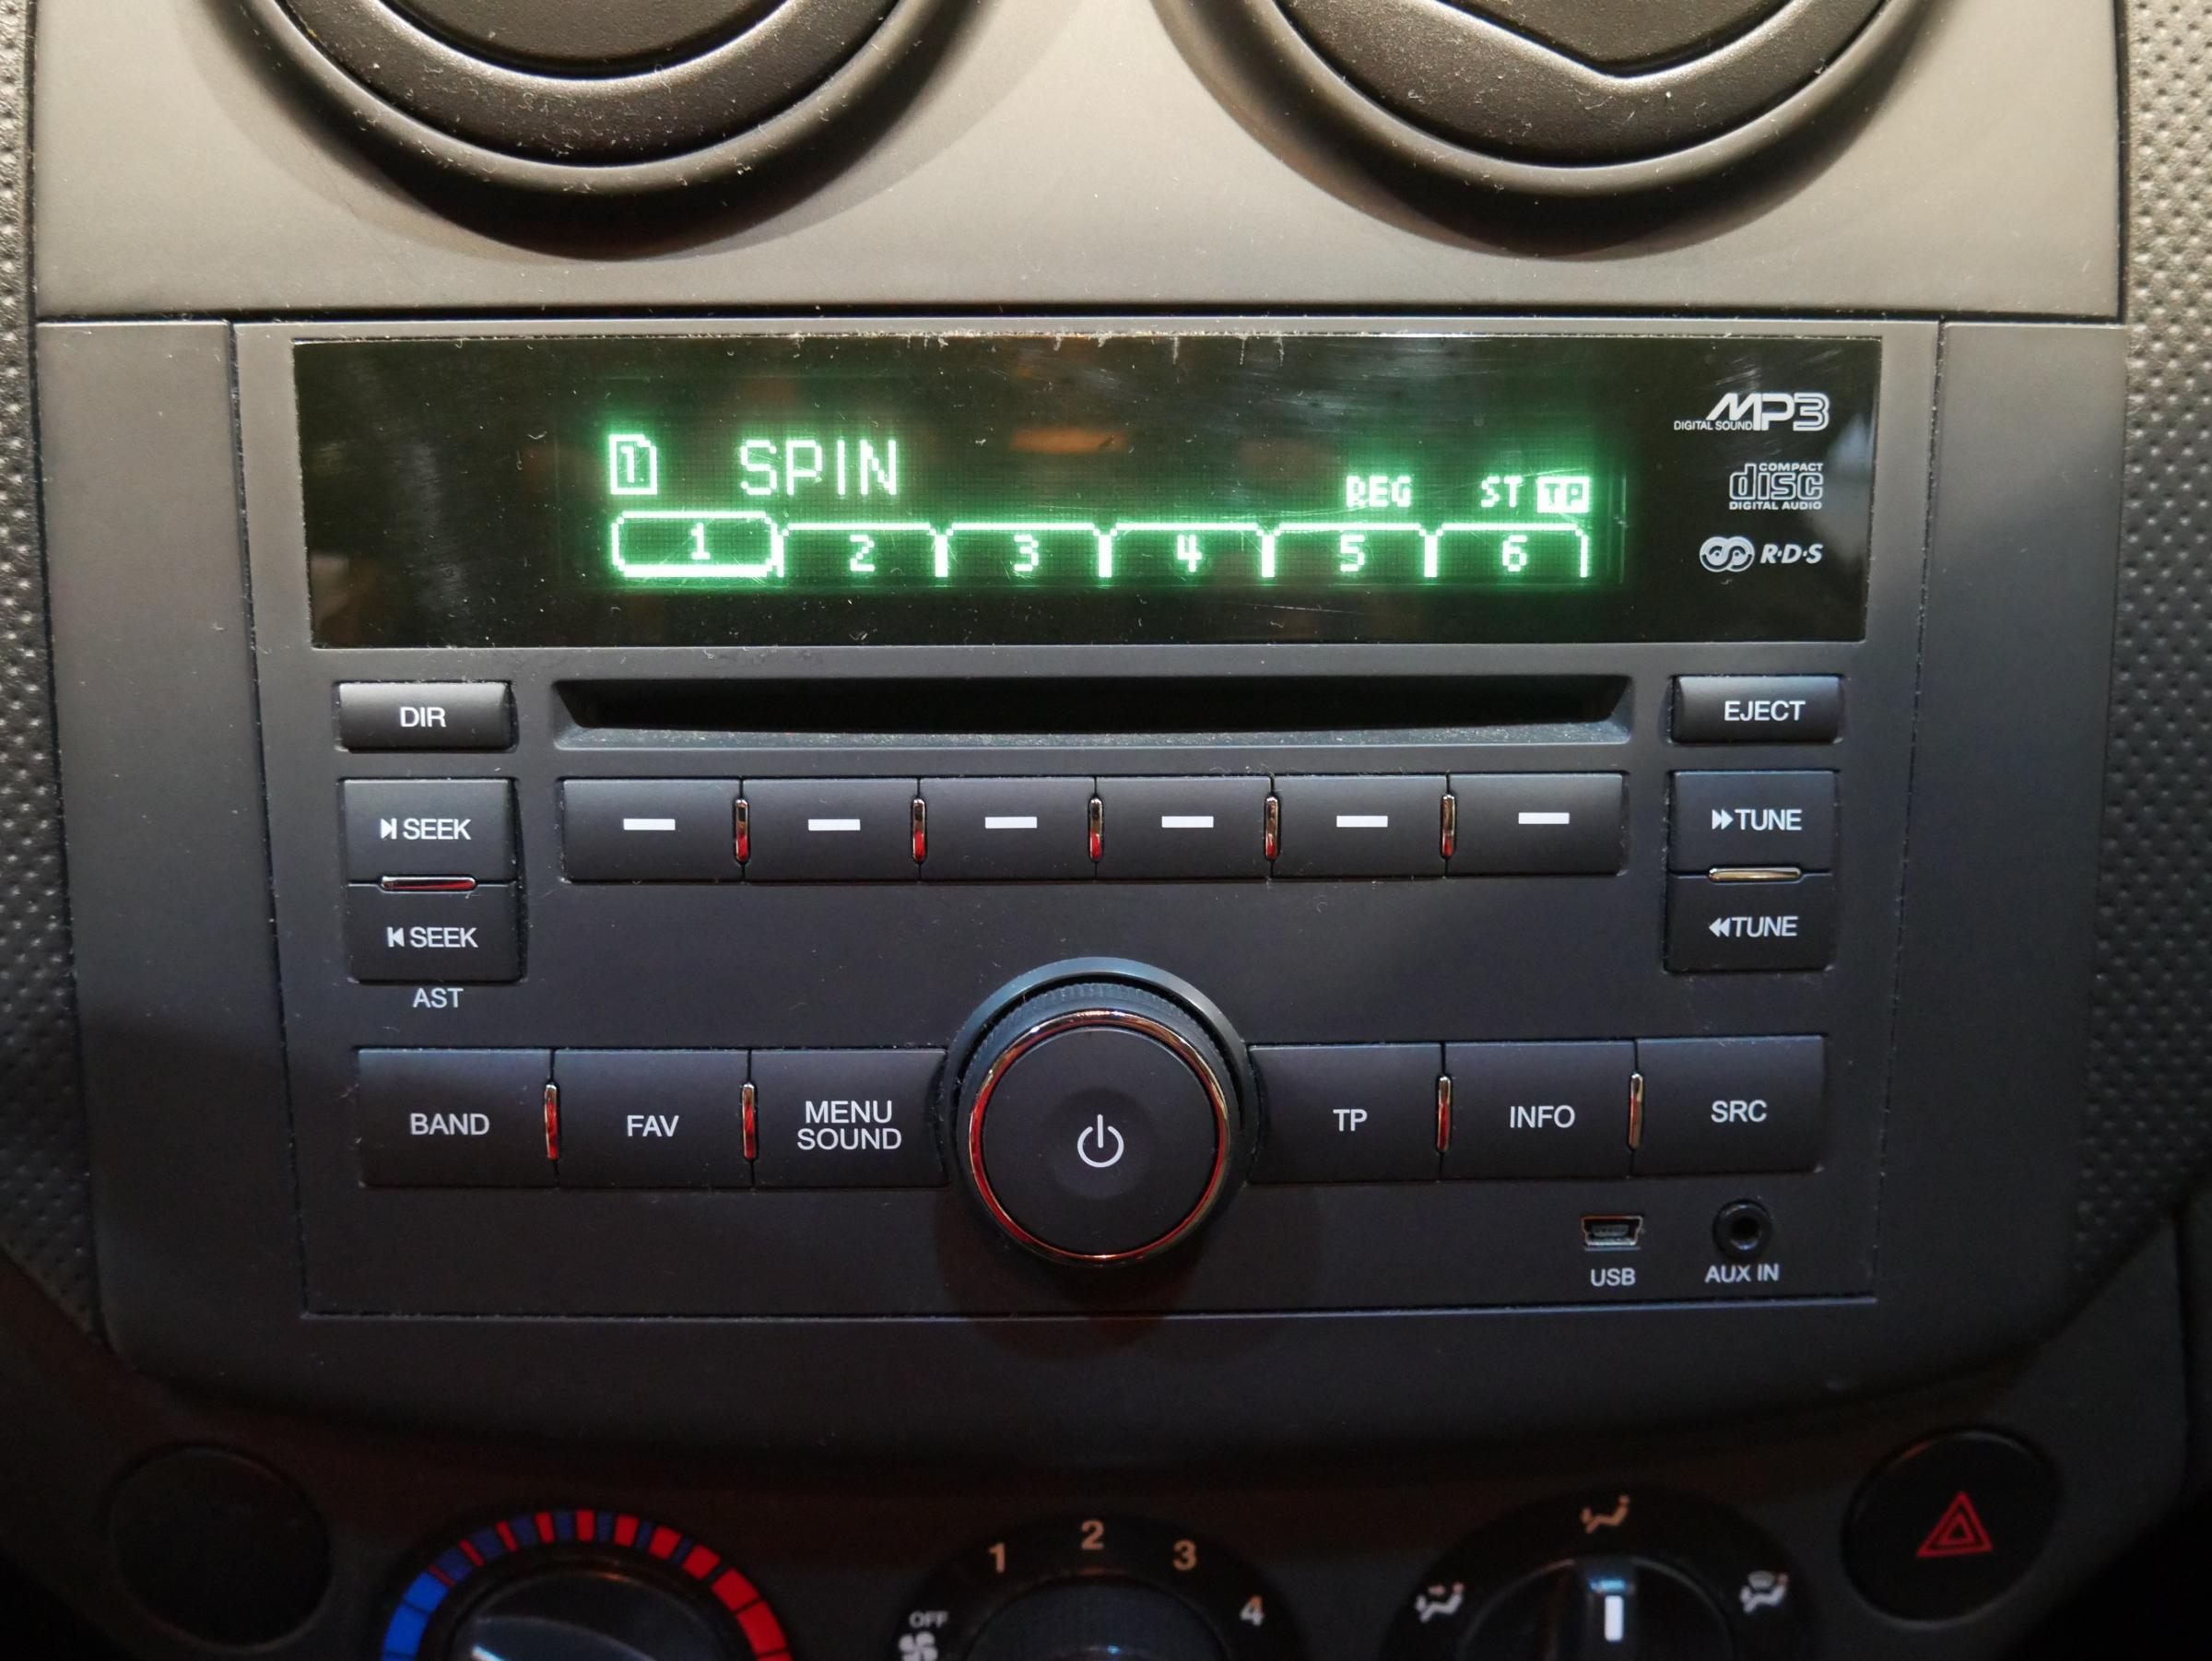 MP3
DIGITAL SOUND
1 SPIN
REG ST TP
COMPACT
disc
DIGITAL AUDIO
1 2 3 4 5 6
R·D·S
DIR
EJECT
SEEK
TUNE
SEEK
TUNE
AST
BAND
FAV
MENU
SOUND
TP
INFO
SRC
USB
AUX IN
1 2 3 4
OFF